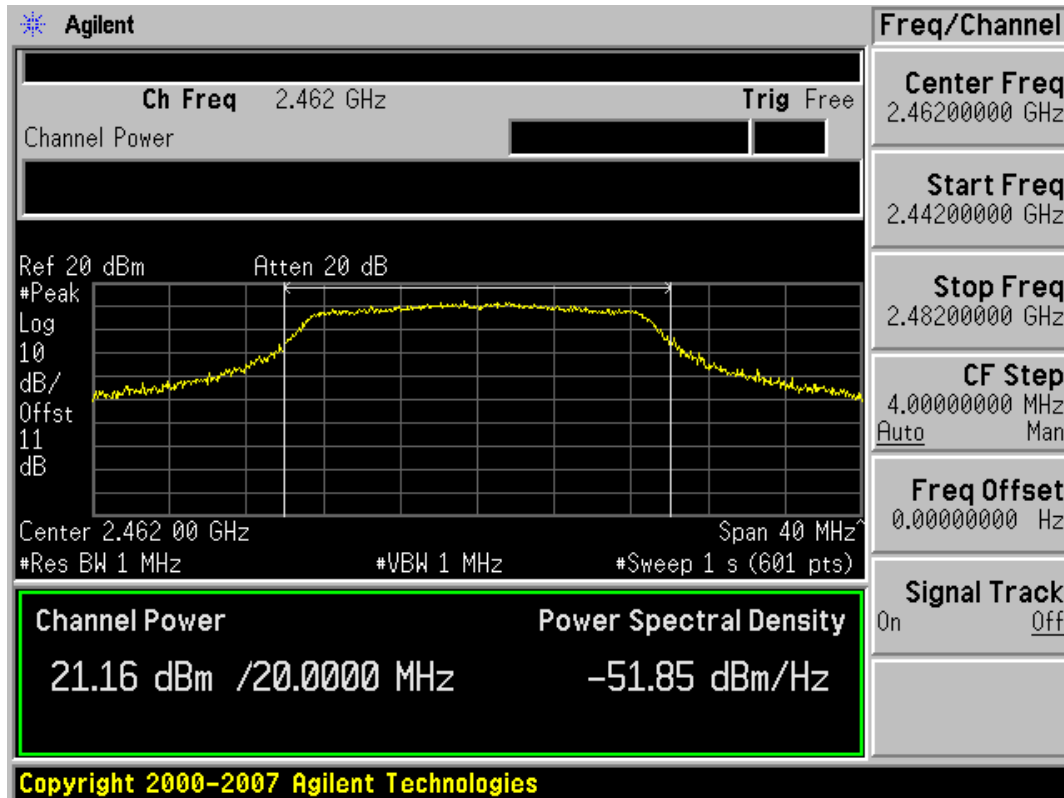 Agilent
Freq/Channel
Ch Freq 2.462 GHz Trig Free
Channel Power
Ref 20 dBm Atten 20 dB
#Peak
Log
10
dB/
Offst
11
dB
Center 2.462 00 GHz Span 40 MHz^
#Res BW 1 MHz #VBW 1 MHz #Sweep 1 s (601 pts)
Channel Power Power Spectral Density
21.16 dBm /20.0000 MHz -51.85 dBm/Hz
Copyright 2000-2007 Agilent Technologies
Center Freq
2.46200000 GHz
Start Freq
2.44200000 GHz
Stop Freq
2.48200000 GHz
CF Step
4.00000000 MHz
Auto Man
Freq Offset
0.00000000 Hz
Signal Track
On Off